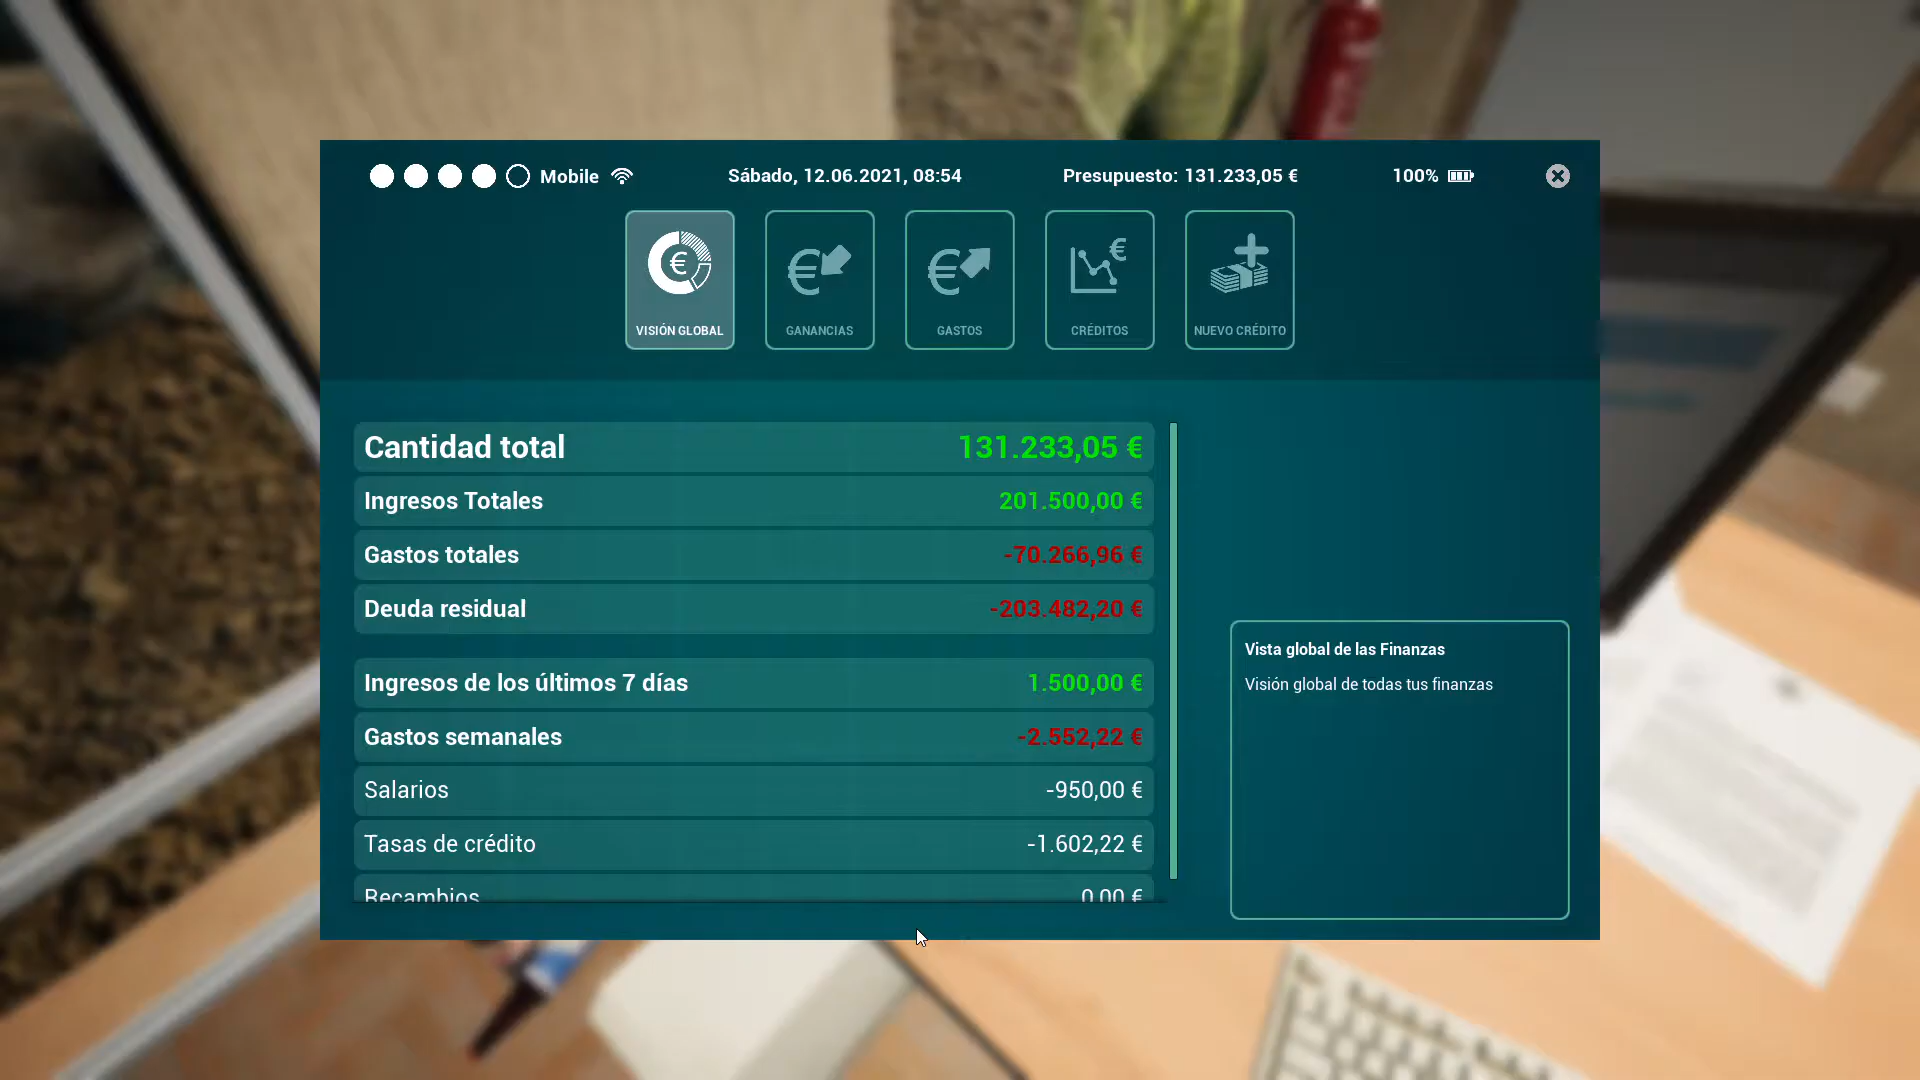 Mobile
Sábado, 12.06.2021, 08:54
Presupuesto: 131.233,05 €
100%
VISIÓN GLOBAL
GANANCIAS
GASTOS
CRÉDITOS
NUEVO CRÉDITO
Cantidad total 131.233,05 €
Ingresos Totales 201.500,00 €
Gastos totales -70.266,96 €
Deuda residual -203.482,20 €
Ingresos de los últimos 7 días 1.500,00 €
Gastos semanales -2.552,22 €
Salarios -950,00 €
Tasas de crédito -1.602,22 €
Recambios 0,00 €
Vista global de las Finanzas
Visión global de todas tus finanzas